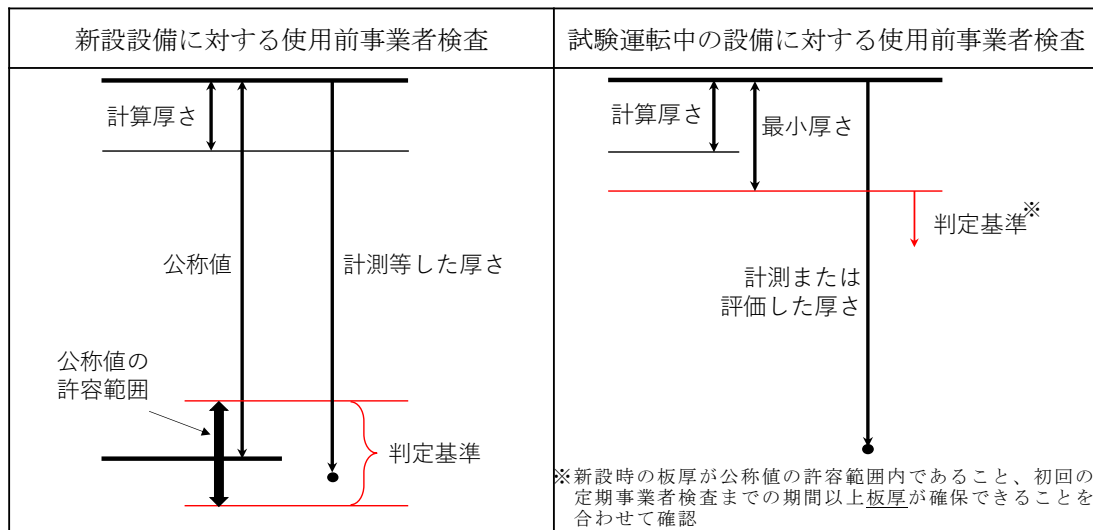 新設設備に対する使用前事業者検査
試験運転中の設備に対する使用前事業者検査
計算厚さ
公称値
計測等した厚さ
公称値の
許容範囲
判定基準
計算厚さ
最小厚さ
判定基準※
計測または
評価した厚さ
※新設時の板厚が公称値の許容範囲内であること、初回の
定期事業者検査までの期間以上板厚が確保できることを
合わせて確認